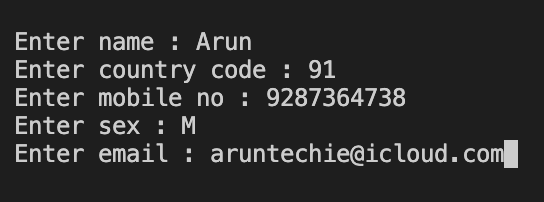 Enter name : Arun
Enter country code : 91
Enter mobile no : 9287364738
Enter sex : M
Enter email : aruntechie@icloud.com